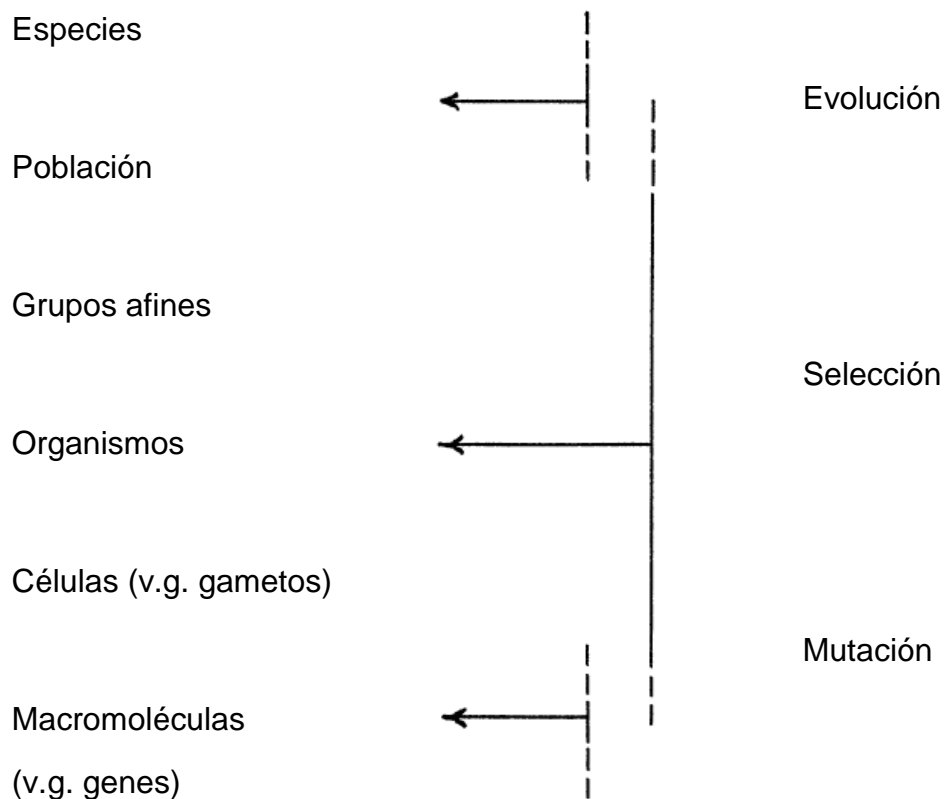 Especies
Evolución
Población
Grupos afines
Selección
Organismos
Células (v.g. gametos)
Mutación
Macromoléculas
(v.g. genes)